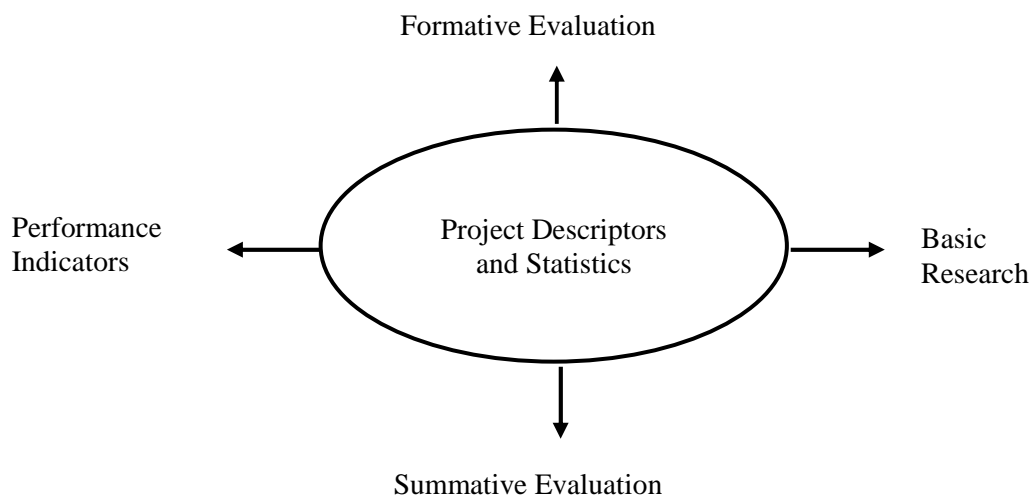 Formative Evaluation
Performance
Indicators
Project Descriptors
and Statistics
Basic
Research
Summative Evaluation